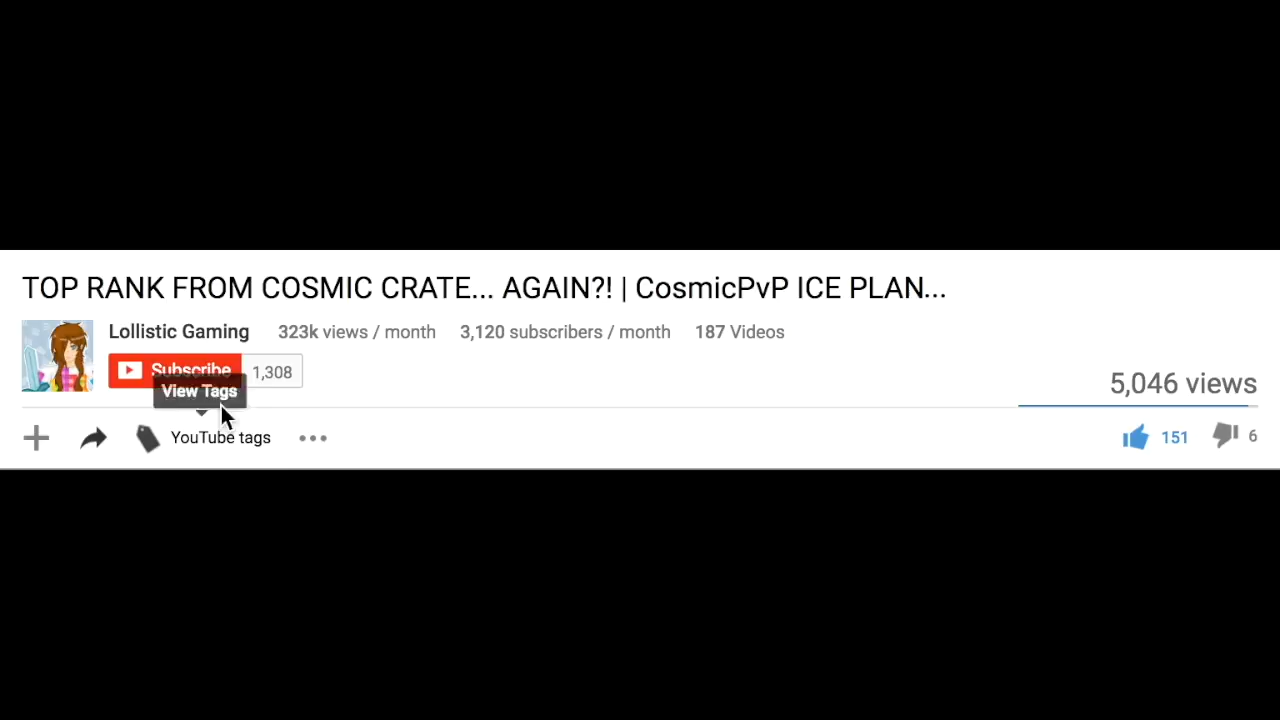 TOP RANK FROM COSMIC CRATE... AGAIN?! | CosmicPvP ICE PLAN...
Lollistic Gaming 323k views / month 3,120 subscribers / month 187 Videos
Subscribe 1,308
View Tags
5,046 views
YouTube tags
151 6